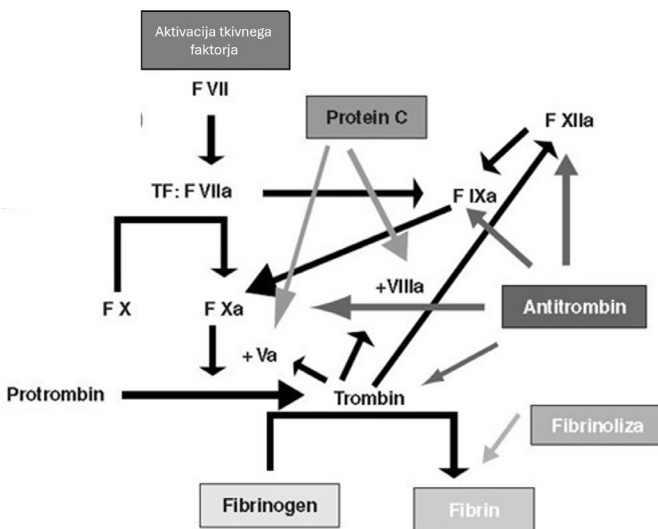 Aktivacija tkivnega
faktorja
F VII
Protein C
F XIIa
TF: F VIIa
F IXa
+VIIIa
F X
F Xa
Antitrombin
+ Va
Protrombin
Trombin
Fibrinoliza
Fibrinogen
Fibrin